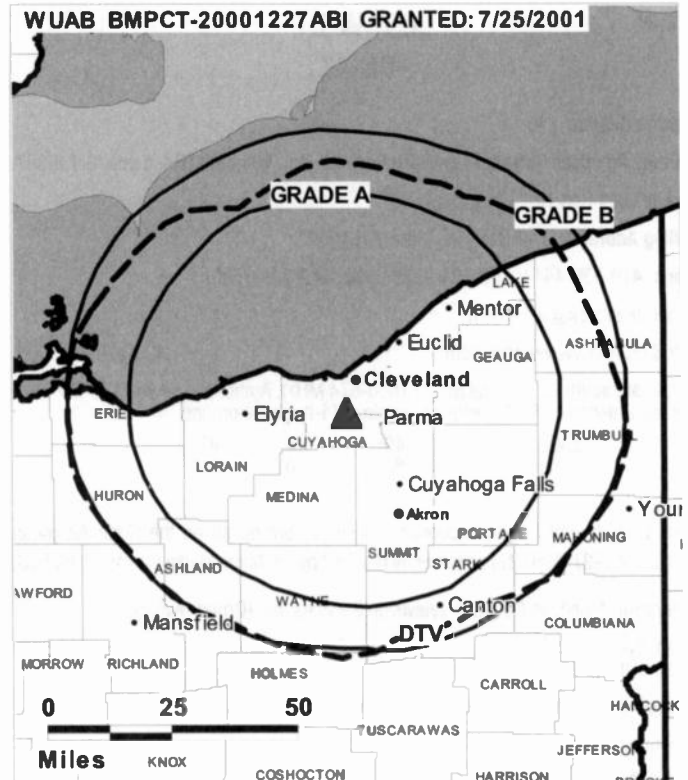 WUAB BMPCT-20001227ABI GRANTED: 7/25/2001
GRADE A
GRADE B
LAKE
Mentor
Euclid
ASHTABULA
GEAUGA
Cleveland
ERIE
Elyria
Parma
CUYAHOGA
TRUMBULL
LORAIN
Cuyahoga Falls
MEDINA
HURON
Akron
Your
PORTAGE
MAHONING
SUMMIT
STARK
ASHLAND
AWFORD
WAYNE
Canton
Mansfield
COLUMBIANA
DTV
MORROW
RICHLAND
HOLMES
CARROLL
0 25 50
HANCOCK
TUSCARAWAS
JEFFERSON
Miles
KNOX
COSHOCTON
HARRISON